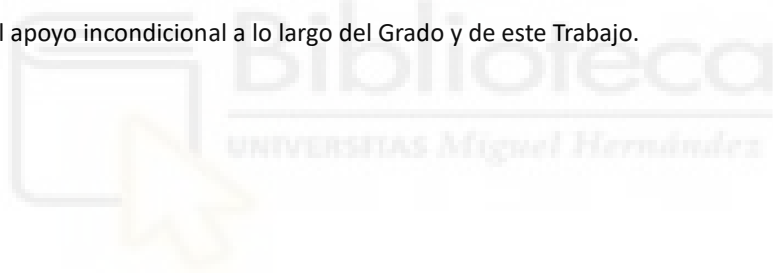 l apoyo incondicional a lo largo del Grado y de este Trabajo.
Biblioteca
UNIVERSITAS Miguel Hernández